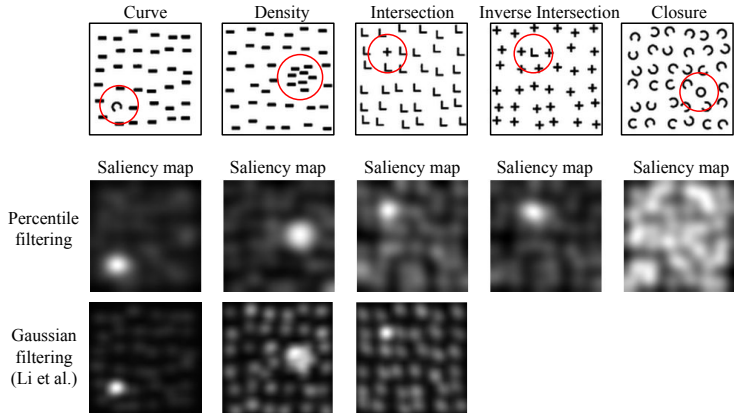 Curve Density Intersection Inverse Intersection Closure
Saliency map Saliency map Saliency map Saliency map Saliency map
Percentile
filtering
Gaussian
filtering
(Li et al.)